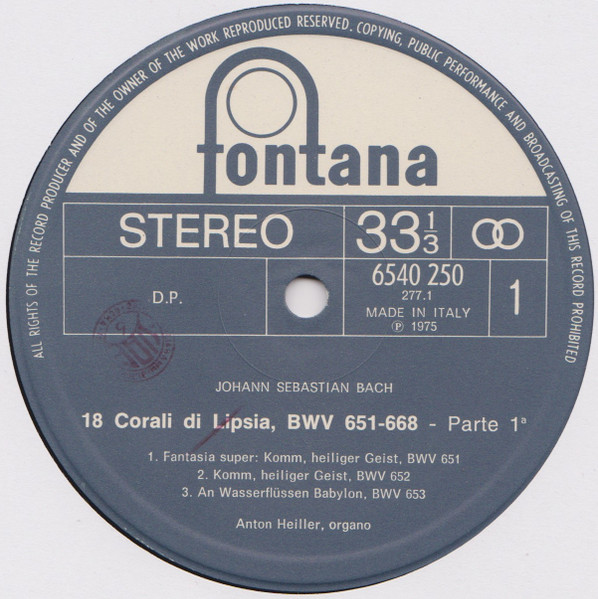 ALL RIGHTS OF THE RECORD PRODUCER AND OF THE OWNER OF THE WORK REPRODUCED RESERVED. COPYING, PUBLIC PERFORMANCE AND BROADCASTING OF THIS RECORD PROHIBITED
fontana
STEREO
33 1/3
D.P.
6540 250
277.1
MADE IN ITALY
℗ 1975
1
JOHANN SEBASTIAN BACH
18 Corali di Lipsia, BWV 651-668 - Parte 1ª
1. Fantasia super: Komm, heiliger Geist, BWV 651
2. Komm, heiliger Geist, BWV 652
3. An Wasserflüssen Babylon, BWV 653
Anton Heiller, organo